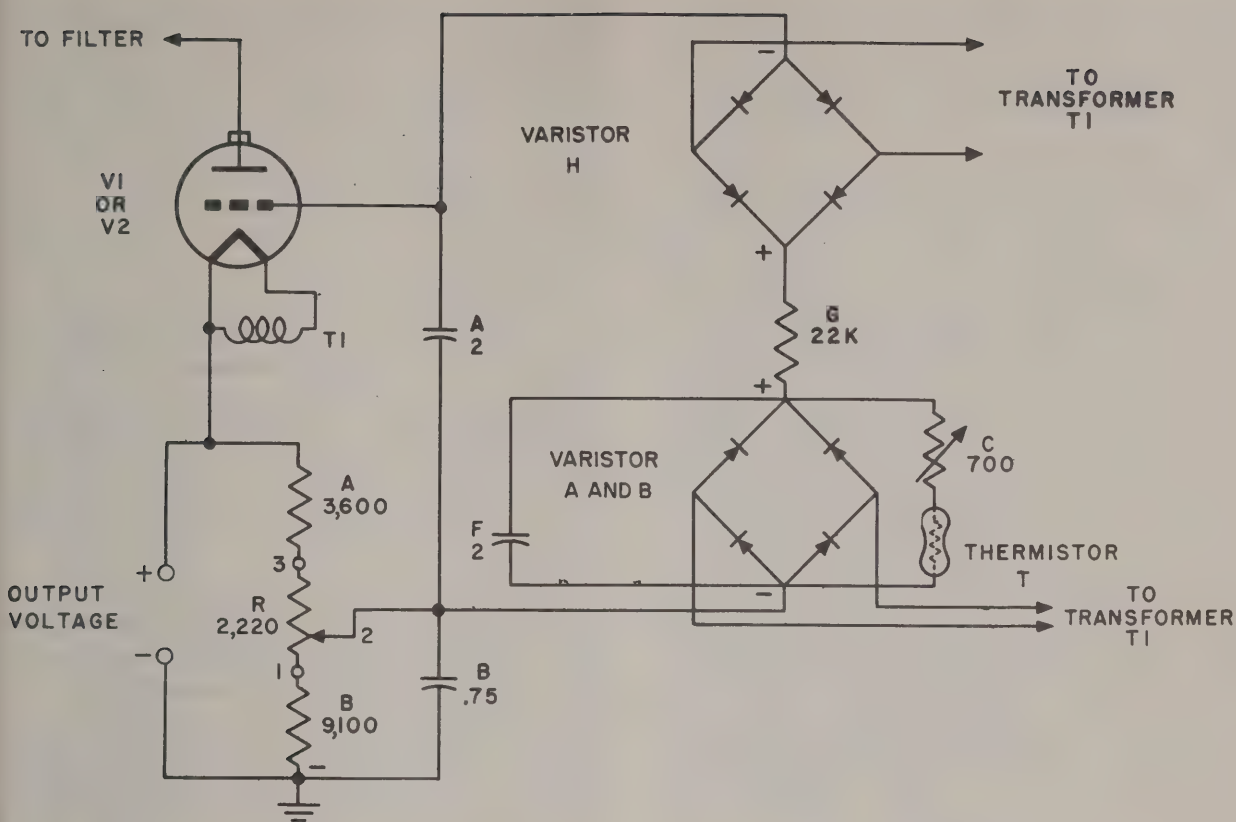 TO FILTER
V1
OR
V2
T1
VARISTOR
H
TO
TRANSFORMER
T1
-
+
G
22K
A
2
+
VARISTOR
A AND B
F
2
C
700
THERMISTOR
T
-
TO
TRANSFORMER
T1
A
3,600
3
R
2,220
2
1
B
9,100
-
B
.75
OUTPUT
VOLTAGE
+
-